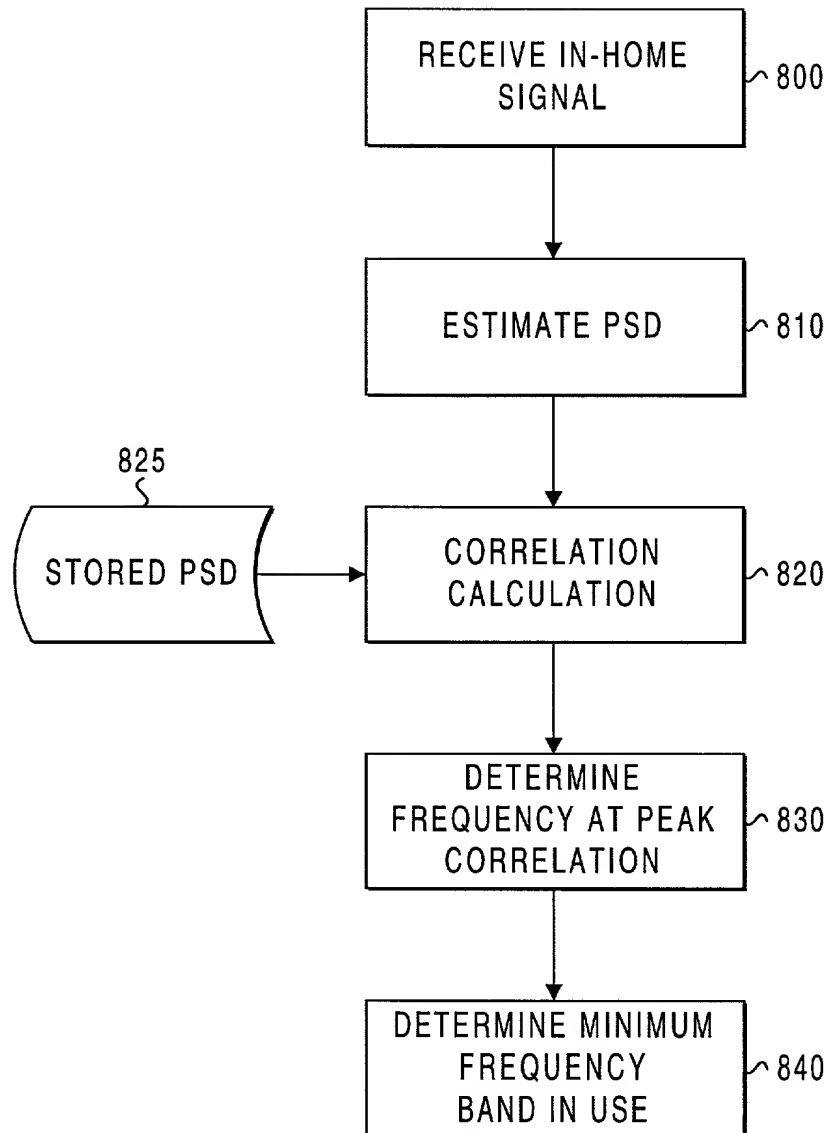 RECEIVE IN-HOME
SIGNAL
800
ESTIMATE PSD
810
825
STORED PSD
CORRELATION
CALCULATION
820
DETERMINE
FREQUENCY AT PEAK
CORRELATION
830
DETERMINE MINIMUM
FREQUENCY
BAND IN USE
840